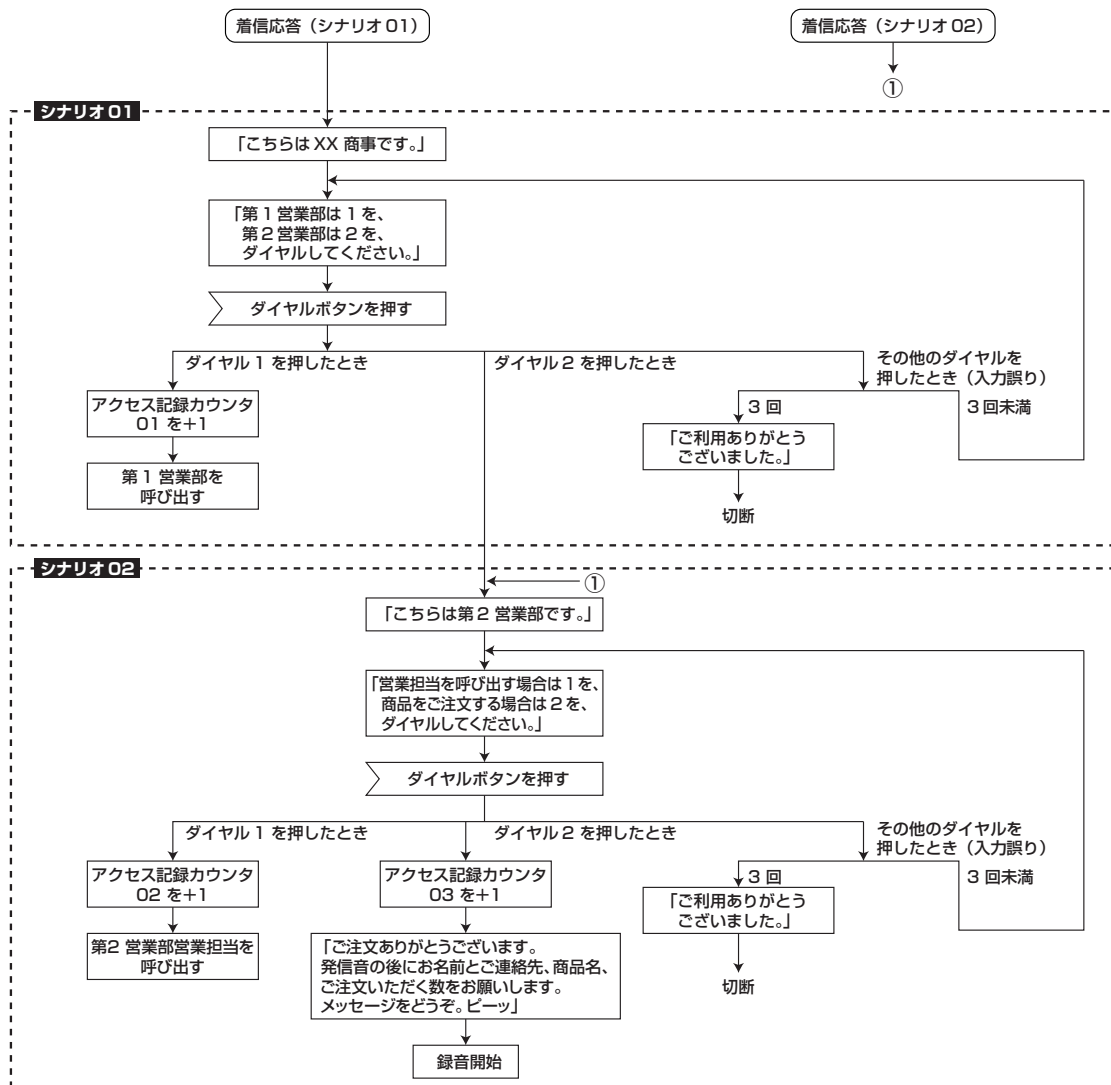 着信応答（シナリオ01）
着信応答（シナリオ02）
①
シナリオ01
「こちらはXX 商事です。」
「第1営業部は1を、
第2営業部は2を、
ダイヤルしてください。」
ダイヤルボタンを押す
ダイヤル1を押したとき
ダイヤル2を押したとき
その他のダイヤルを
押したとき（入力誤り）
アクセス記録カウンタ
01を+1
第1 営業部を
呼び出す
3回
3回未満
「ご利用ありがとう
ございました。」
切断
シナリオ02
①
「こちらは第2 営業部です。」
「営業担当を呼び出す場合は1を、
商品をご注文する場合は2を、
ダイヤルしてください。」
ダイヤルボタンを押す
ダイヤル1を押したとき
ダイヤル2を押したとき
その他のダイヤルを
押したとき（入力誤り）
アクセス記録カウンタ
02を+1
第2 営業部営業担当を
呼び出す
アクセス記録カウンタ
03を+1
「ご注文ありがとうございます。
発信音の後にお名前とご連絡先、商品名、
ご注文いただく数をお願いします。
メッセージをどうぞ。ピーッ」
録音開始
3回
3回未満
「ご利用ありがとう
ございました。」
切断